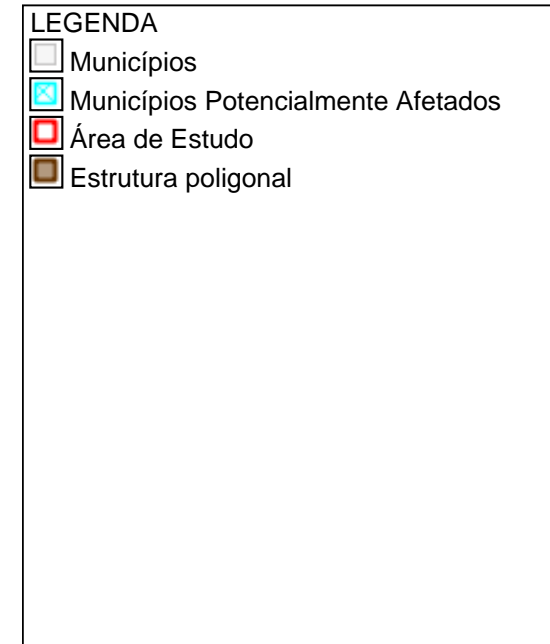 LEGENDA
Municípios
Municípios Potencialmente Afetados
Área de Estudo
Estrutura poligonal